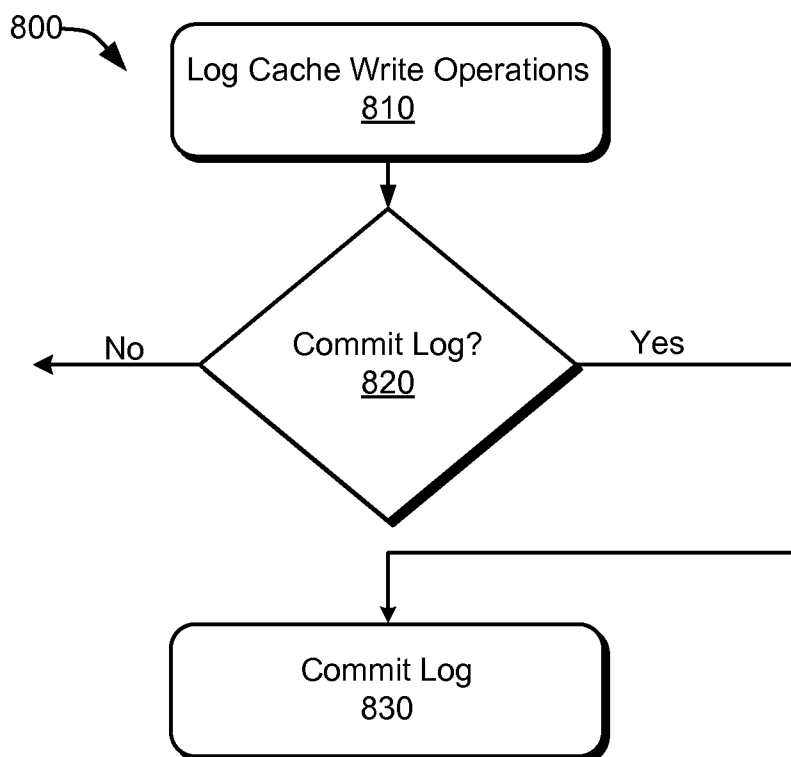 800
Log Cache Write Operations
810
Commit Log?
820
No
Yes
Commit Log
830